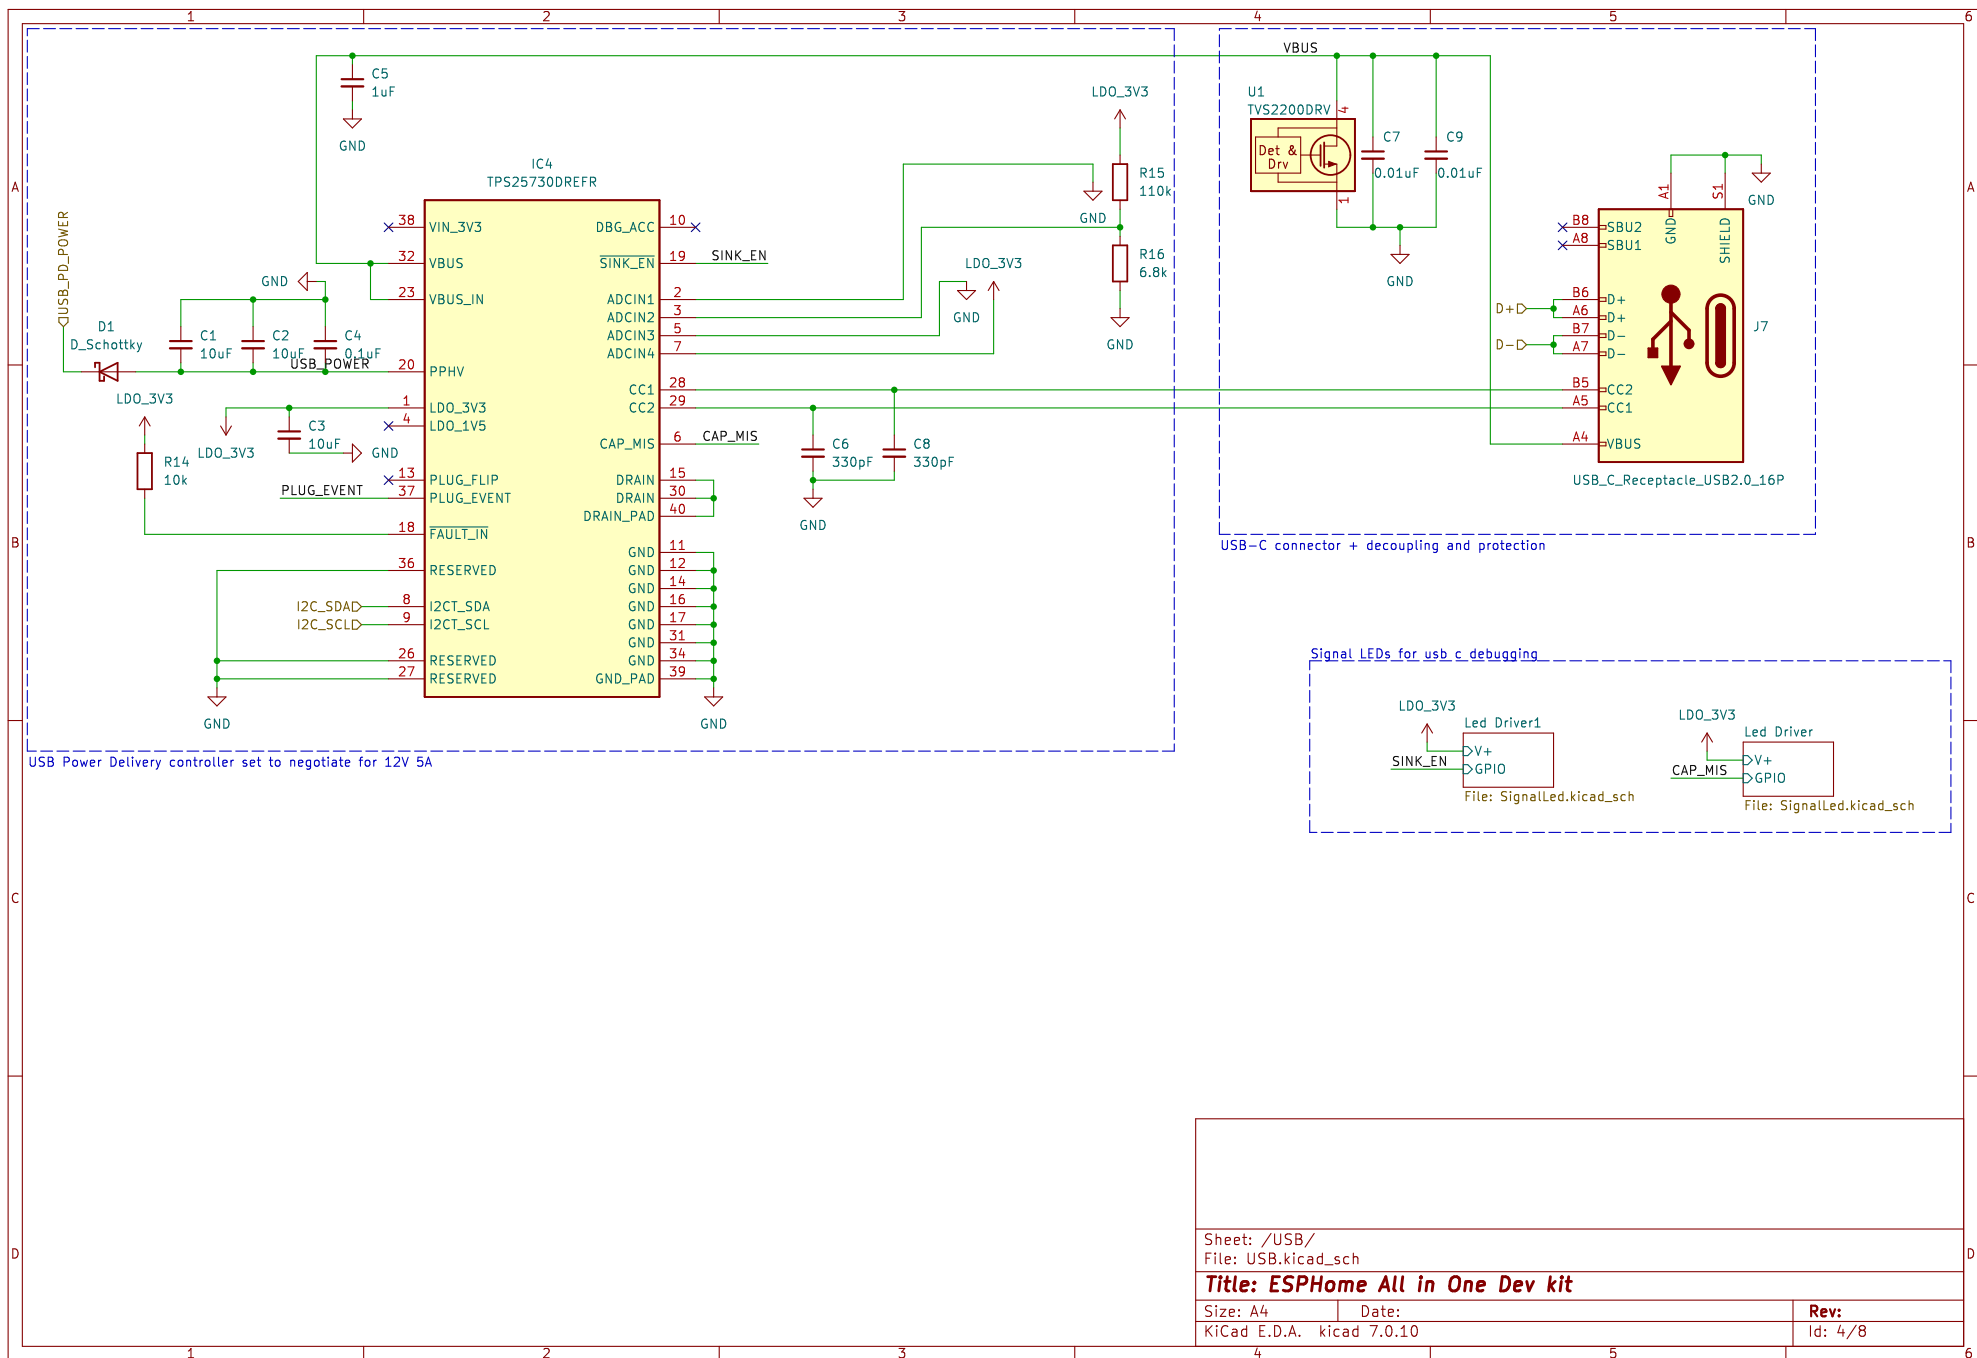 1 2 3 4 5 6
A B C D
VBUS
C5
1uF
GND
IC4
TPS25730DREFR
38 VIN_3V3
32 VBUS
23 VBUS_IN
20 PPHV
1 LDO_3V3
4 LDO_1V5
13 PLUG_FLIP
37 PLUG_EVENT
18 FAULT_IN
36 RESERVED
8 I2CT_SDA
9 I2CT_SCL
26 RESERVED
27 RESERVED
DBG_ACC 10
SINK_EN 19
ADCIN1 2
ADCIN2 3
ADCIN3 5
ADCIN4 7
CC1 28
CC2 29
CAP_MIS 6
DRAIN 15
DRAIN 30
DRAIN_PAD 40
GND 11
GND 12
GND 14
GND 16
GND 17
GND 31
GND 34
GND_PAD 39
USB_PD_POWER
D1
D_Schottky
GND
C1
10uF
C2
10uF
C4
0.1uF
USB_POWER
LDO_3V3
R14
10k
LDO_3V3
C3
10uF
GND
PLUG_EVENT
I2C_SDA
I2C_SCL
GND
GND
SINK_EN
CAP_MIS
C6
330pF
C8
330pF
GND
LDO_3V3
R15
110k
GND
R16
6.8k
GND
LDO_3V3
GND
USB Power Delivery controller set to negotiate for 12V 5A
U1
TVS2200DRV
4
Det &
Drv
1
C7
0.01uF
C9
0.01uF
GND
GND
A1
S1
GND
SHIELD
B8 SBU2
A8 SBU1
B6 D+
A6 D+
B7 D-
A7 D-
B5 CC2
A5 CC1
A4 VBUS
D+
D-
J7
USB_C_Receptacle_USB2.0_16P
USB-C connector + decoupling and protection
Signal LEDs for usb c debugging
LDO_3V3
Led Driver1
V+
SINK_EN
GPIO
File: SignalLed.kicad_sch
LDO_3V3
Led Driver
V+
CAP_MIS
GPIO
File: SignalLed.kicad_sch
Sheet: /USB/
File: USB.kicad_sch
Title: ESPHome All in One Dev kit
Size: A4 Date: Rev:
KiCad E.D.A. kicad 7.0.10 Id: 4/8
A B C D
1 2 3 4 5 6